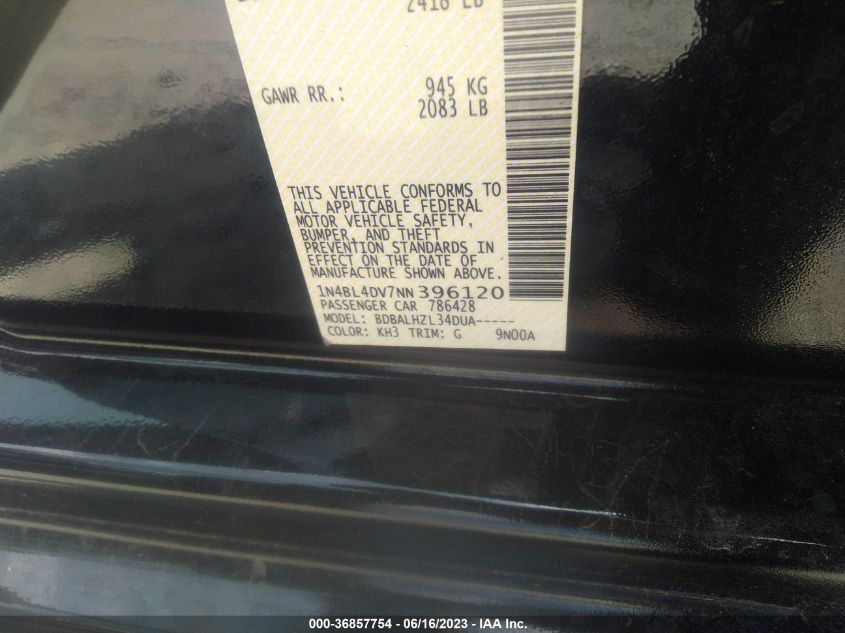 2418 LB
GAWR RR.: 945 KG
2083 LB
THIS VEHICLE CONFORMS TO
ALL APPLICABLE FEDERAL
MOTOR VEHICLE SAFETY,
BUMPER, AND THEFT
PREVENTION STANDARDS IN
EFFECT ON THE DATE OF
MANUFACTURE SHOWN ABOVE.
1N4BL4DV7NN396120
PASSENGER CAR 786428
MODEL: BDBALHZL34DUA-----
COLOR: KH3 TRIM: G 9N00A
000-36857754 - 06/16/2023 - IAA Inc.